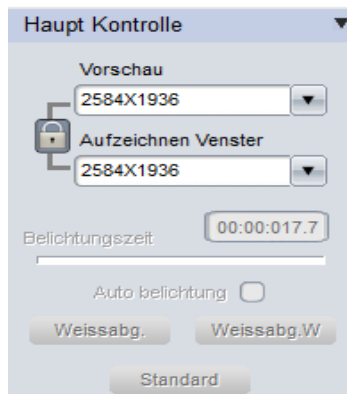 Haupt Kontrolle
Vorschau
2584X1936
Aufzeichnen Venster
2584X1936
Belichtungszeit 00:00:017.7
Auto belichtung
Weissabg. Weissabg.W
Standard